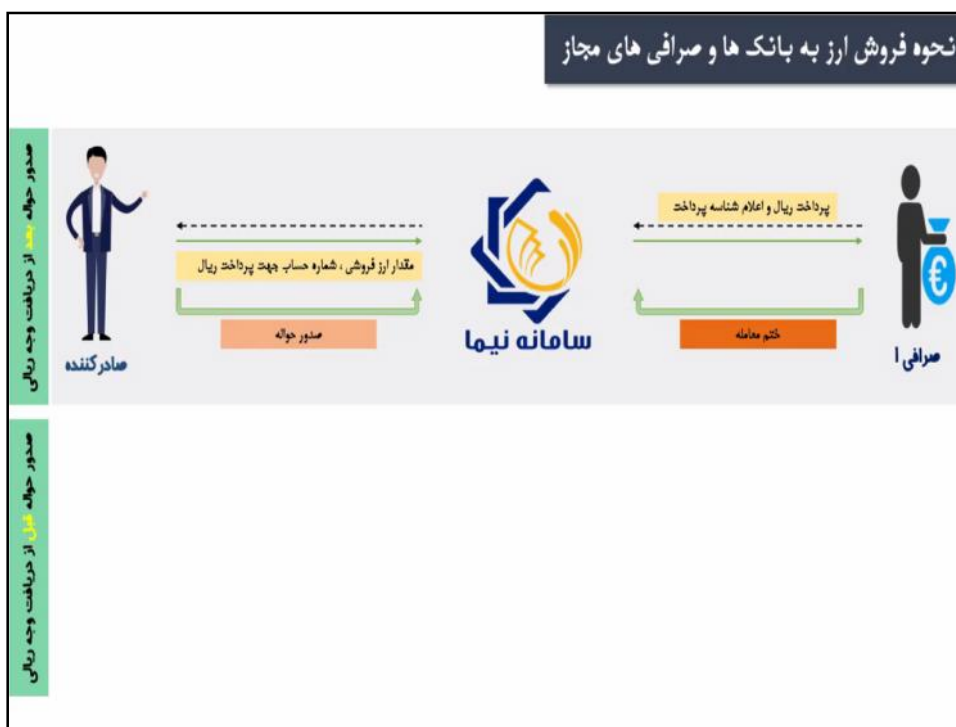 نحوه فروش ارز به بانک ها و صرافی های مجاز
صدور حواله بعد از دریافت وجه ریالی
پرداخت ریال و اعلام شناسه پرداخت
مقدار ارز فروشی ، شماره حساب جهت پرداخت ریال
ختم معامله
صدور حواله
صرافی ۱
سامانه نیما
صادرکننده
صدور حواله قبل از دریافت وجه ریالی